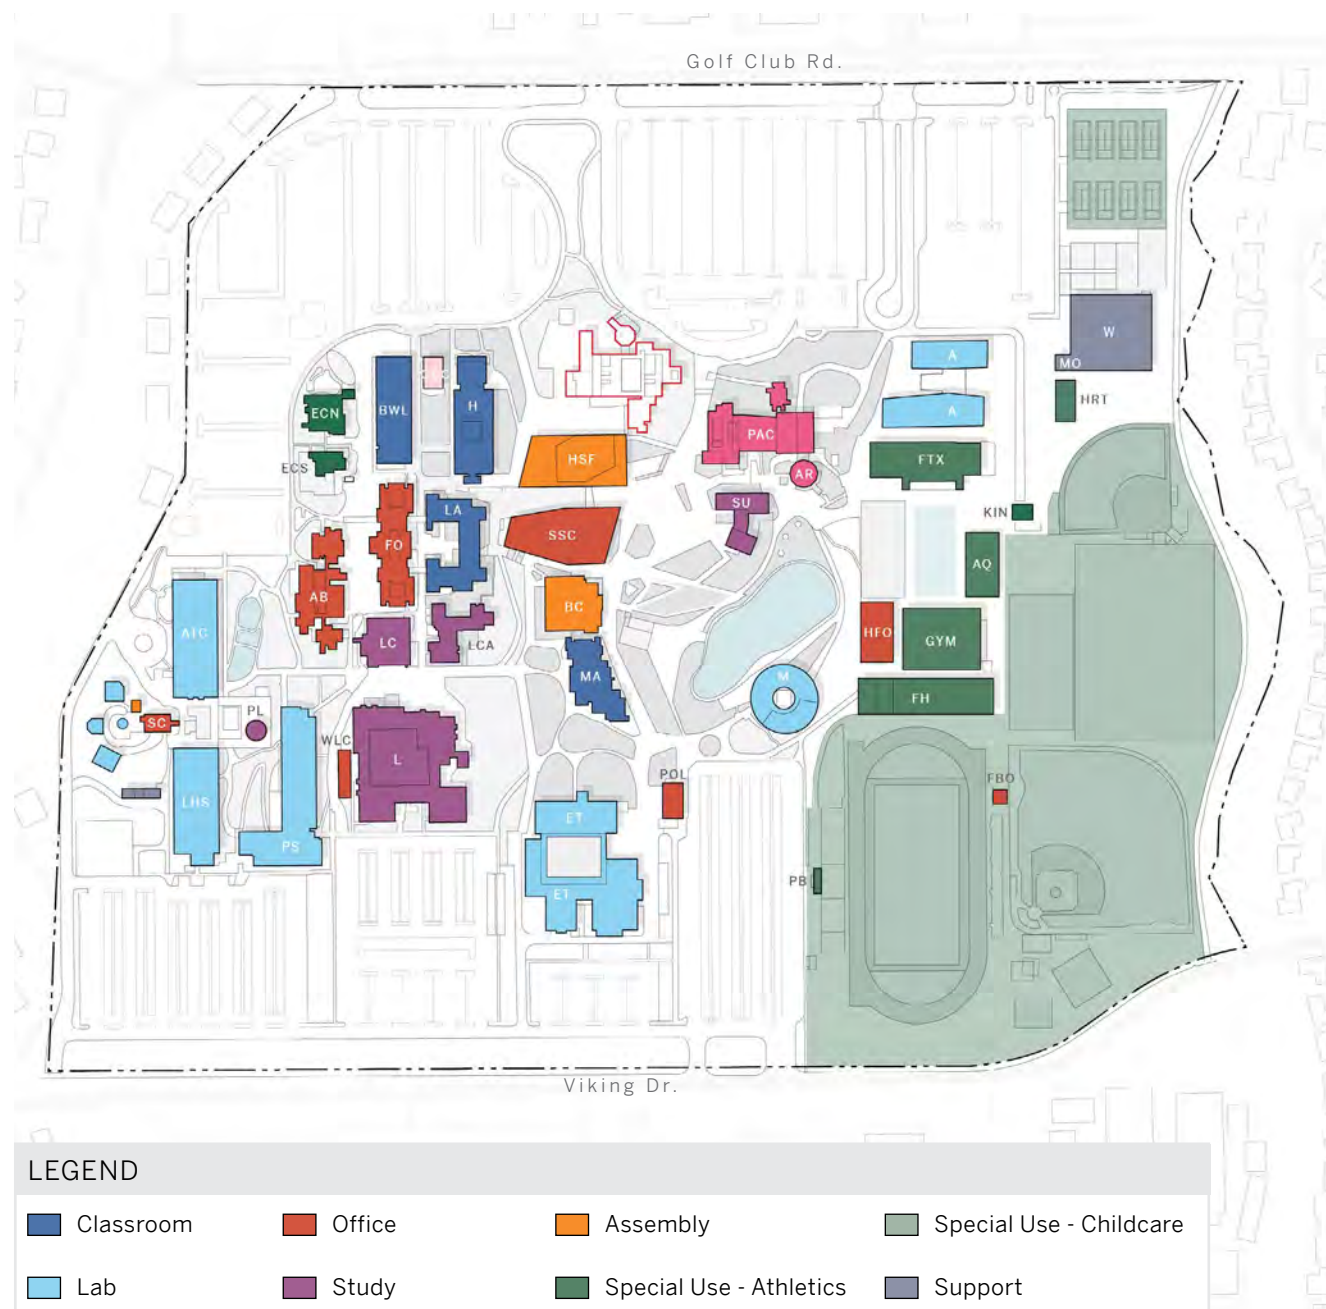 Golf Club Rd.
W
MO
HRT
A
A
ECN
BWL
H
HSF
PAC
AR
FTX
ECS
SU
KIN
LA
FO
SSC
AQ
AB
BC
ATC
LC
LCA
HFO
GYM
MA
M
FH
PL
SC
WLC
L
POL
FBO
LHS
ET
PS
PB
ET
Viking Dr.
LEGEND
Classroom Office Assembly Special Use - Childcare
Lab Study Special Use - Athletics Support